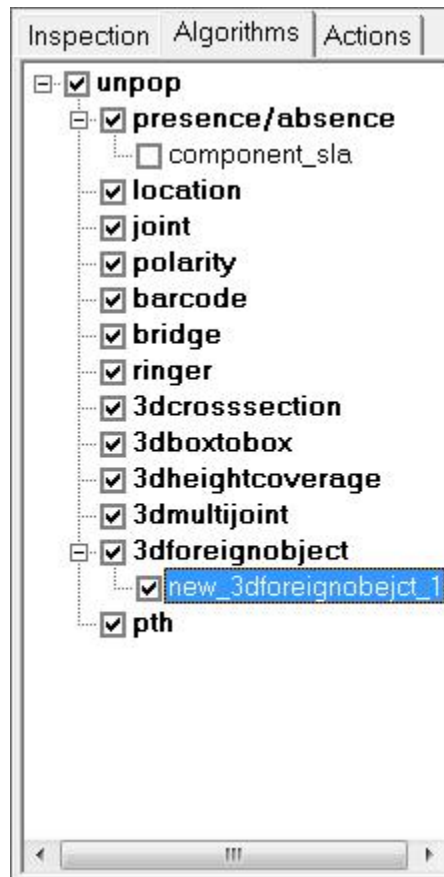 Inspection Algorithms Actions
unpop
presence/absence
component_sla
location
joint
polarity
barcode
bridge
ringer
3dcrosssection
3dboxtobox
3dheightcoverage
3dmultijoint
3dforeignobject
new_3dforeignobejct_1
pth